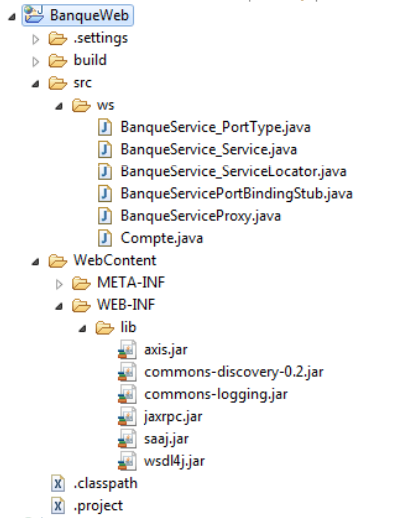 BanqueWeb
.settings
build
src
ws
BanqueService_PortType.java
BanqueService_Service.java
BanqueService_ServiceLocator.java
BanqueServicePortBindingStub.java
BanqueServiceProxy.java
Compte.java
WebContent
META-INF
WEB-INF
lib
axis.jar
commons-discovery-0.2.jar
commons-logging.jar
jaxrpc.jar
saaj.jar
wsdl4j.jar
.classpath
.project